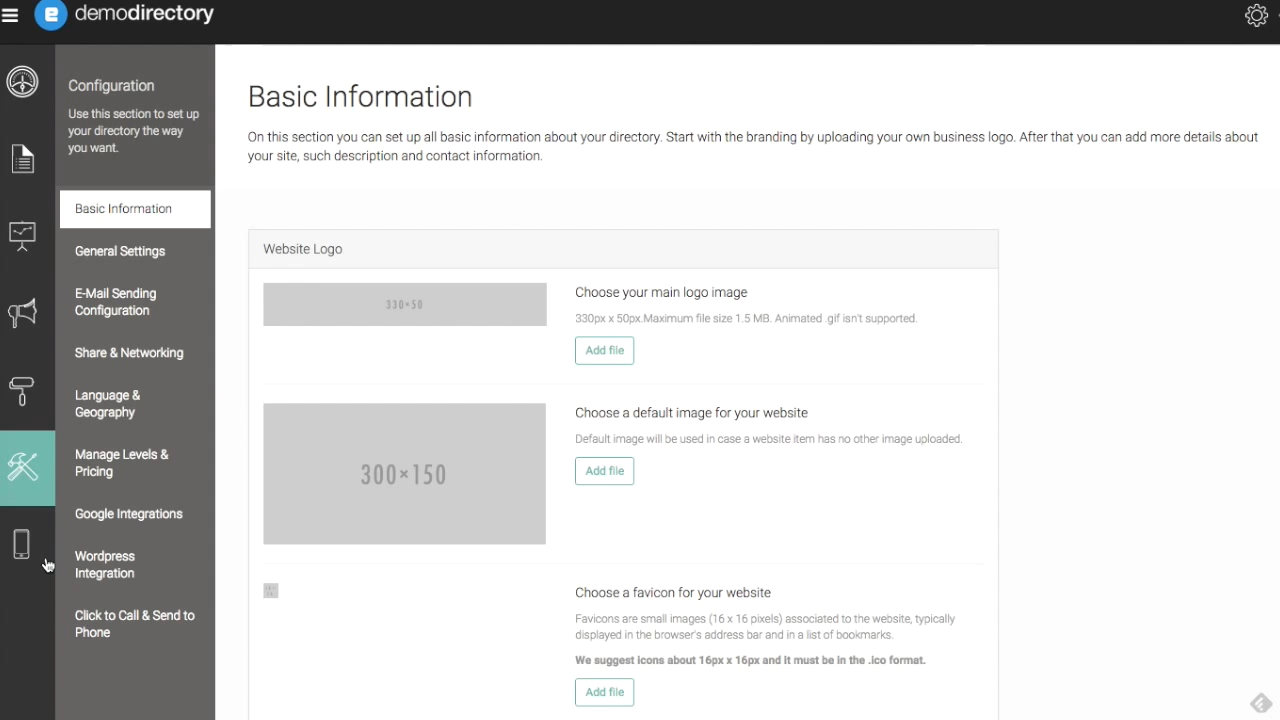 demodirectory
Configuration
Use this section to set up
your directory the way
you want.
Basic Information
General Settings
E-Mail Sending
Configuration
Share & Networking
Language &
Geography
Manage Levels &
Pricing
Google Integrations
Wordpress
Integration
Click to Call & Send to
Phone
Basic Information
On this section you can set up all basic information about your directory. Start with the branding by uploading your own business logo. After that you can add more details about
your site, such description and contact information.
Website Logo
330×50
Choose your main logo image
330px x 50px.Maximum file size 1.5 MB. Animated .gif isn't supported.
Add file
300×150
Choose a default image for your website
Default image will be used in case a website item has no other image uploaded.
Add file
Choose a favicon for your website
Favicons are small images (16 x 16 pixels) associated to the website, typically
displayed in the browser's address bar and in a list of bookmarks.
We suggest icons about 16px x 16px and it must be in the .ico format.
Add file